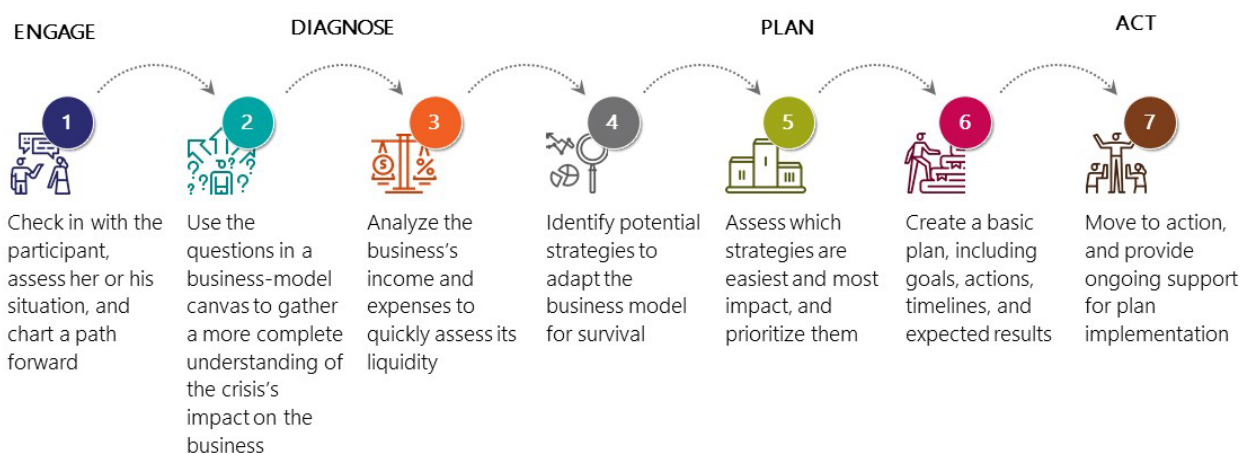 ENGAGE
DIAGNOSE
PLAN
ACT
1
2
3
4
5
6
7
$
%
? ? ? ?
? ? ? ?
II
I
III
Check in with the
participant,
assess her or his
situation, and
chart a path
forward
Use the
questions in a
business-model
canvas to gather
a more complete
understanding of
the crisis's
impact on the
business
Analyze the
business's
income and
expenses to
quickly assess its
liquidity
Identify potential
strategies to
adapt the
business model
for survival
Assess which
strategies are
easiest and most
impact, and
prioritize them
Create a basic
plan, including
goals, actions,
timelines, and
expected results
Move to action,
and provide
ongoing support
for plan
implementation